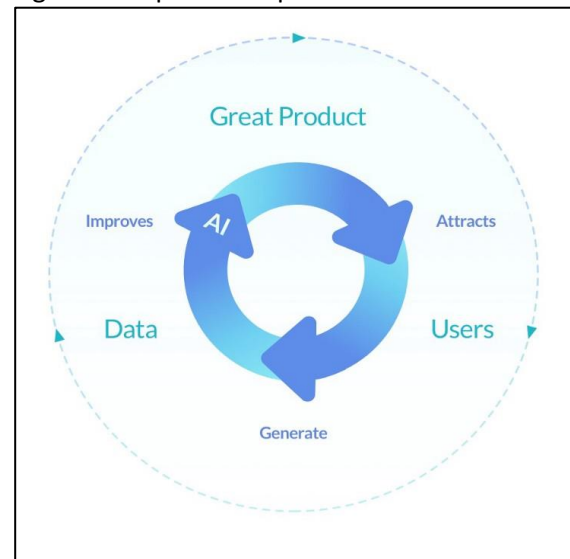 Great Product
Improves
AI
Attracts
Data
Users
Generate